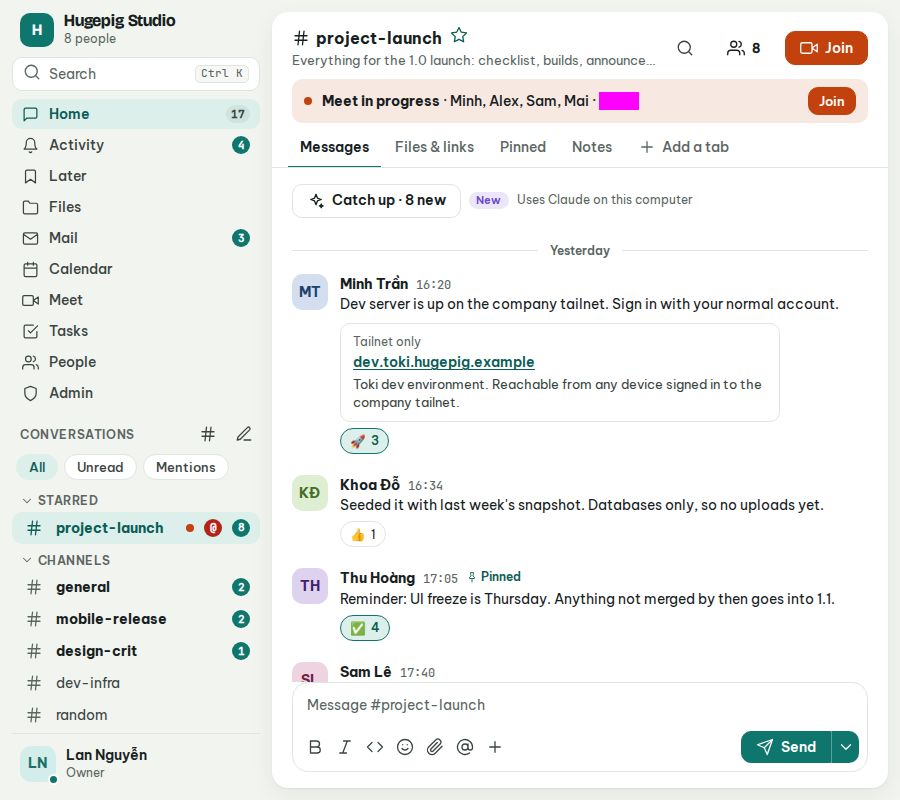 H
Hugepig Studio
8 people
Search
Ctrl K
Home
17
Activity
4
Later
Files
Mail
3
Calendar
Meet
Tasks
People
Admin
CONVERSATIONS
All
Unread
Mentions
STARRED
# project-launch
@
8
CHANNELS
# general
2
# mobile-release
2
# design-crit
1
# dev-infra
# random
LN
Lan Nguyễn
Owner
# project-launch
Everything for the 1.0 launch: checklist, builds, announce...
8
Join
Meet in progress · Minh, Alex, Sam, Mai ·
Join
Messages
Files & links
Pinned
Notes
Add a tab
Catch up · 8 new
New
Uses Claude on this computer
Yesterday
MT
Minh Trần 16:20
Dev server is up on the company tailnet. Sign in with your normal account.
Tailnet only
dev.toki.hugepig.example
Toki dev environment. Reachable from any device signed in to the
company tailnet.
🚀 3
KĐ
Khoa Đỗ 16:34
Seeded it with last week's snapshot. Databases only, so no uploads yet.
👍 1
TH
Thu Hoàng 17:05 Pinned
Reminder: UI freeze is Thursday. Anything not merged by then goes into 1.1.
✅ 4
SL
Sam Lê 17:40
Message #project-launch
B
I
@
Send